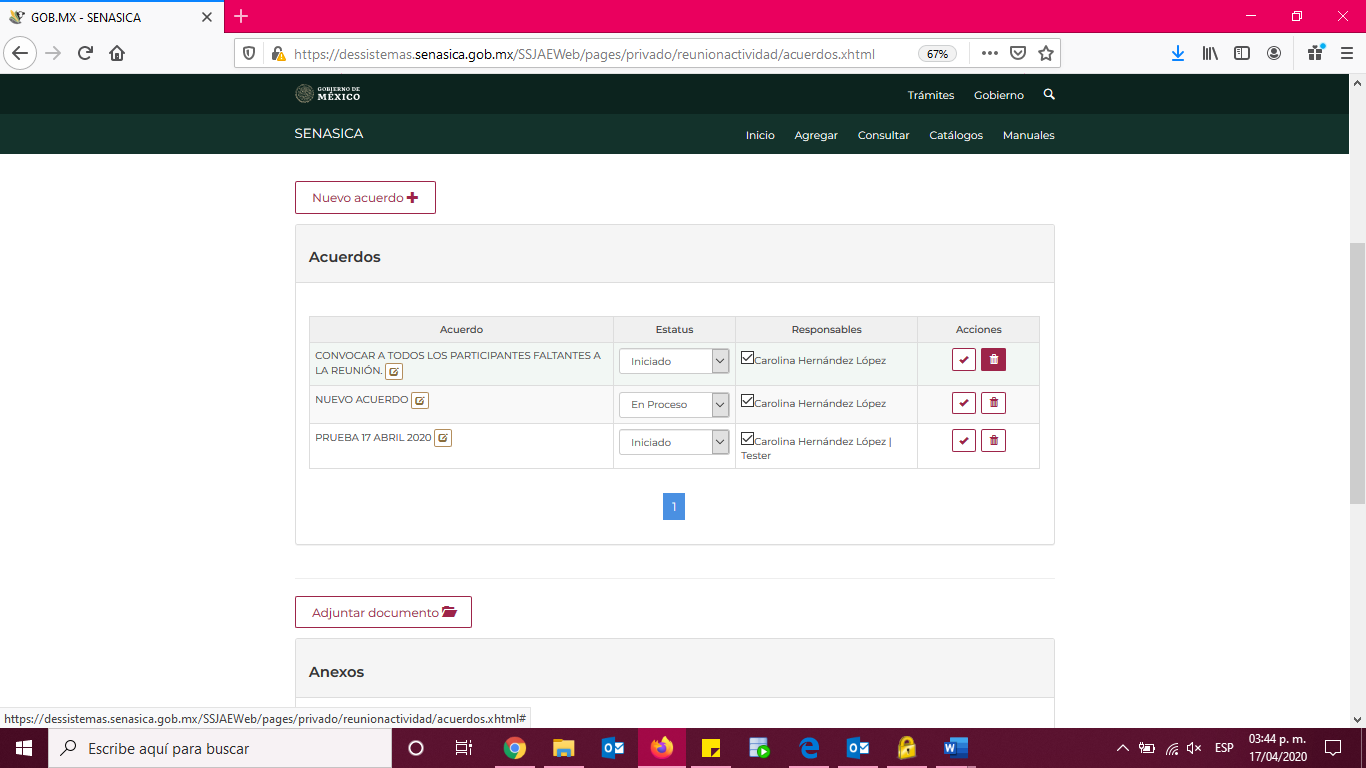 GOB.MX - SENASICA
https://dessistemas.senasica.gob.mx/SSJAEWeb/pages/privado/reunionactividad/acuerdos.xhtml
67%
GOBIERNO DE
MÉXICO
Trámites
Gobierno
SENASICA
Inicio
Agregar
Consultar
Catálogos
Manuales
Nuevo acuerdo
Acuerdos
Acuerdo
Estatus
Responsables
Acciones
CONVOCAR A TODOS LOS PARTICIPANTES FALTANTES A
LA REUNIÓN.
Iniciado
Carolina Hernández López
NUEVO ACUERDO
En Proceso
Carolina Hernández López
PRUEBA 17 ABRIL 2020
Iniciado
Carolina Hernández López |
Tester
1
Adjuntar documento
Anexos
https://dessistemas.senasica.gob.mx/SSJAEWeb/pages/privado/reunionactividad/acuerdos.xhtml#
Escribe aquí para buscar
ESP
03:44 p. m.
17/04/2020